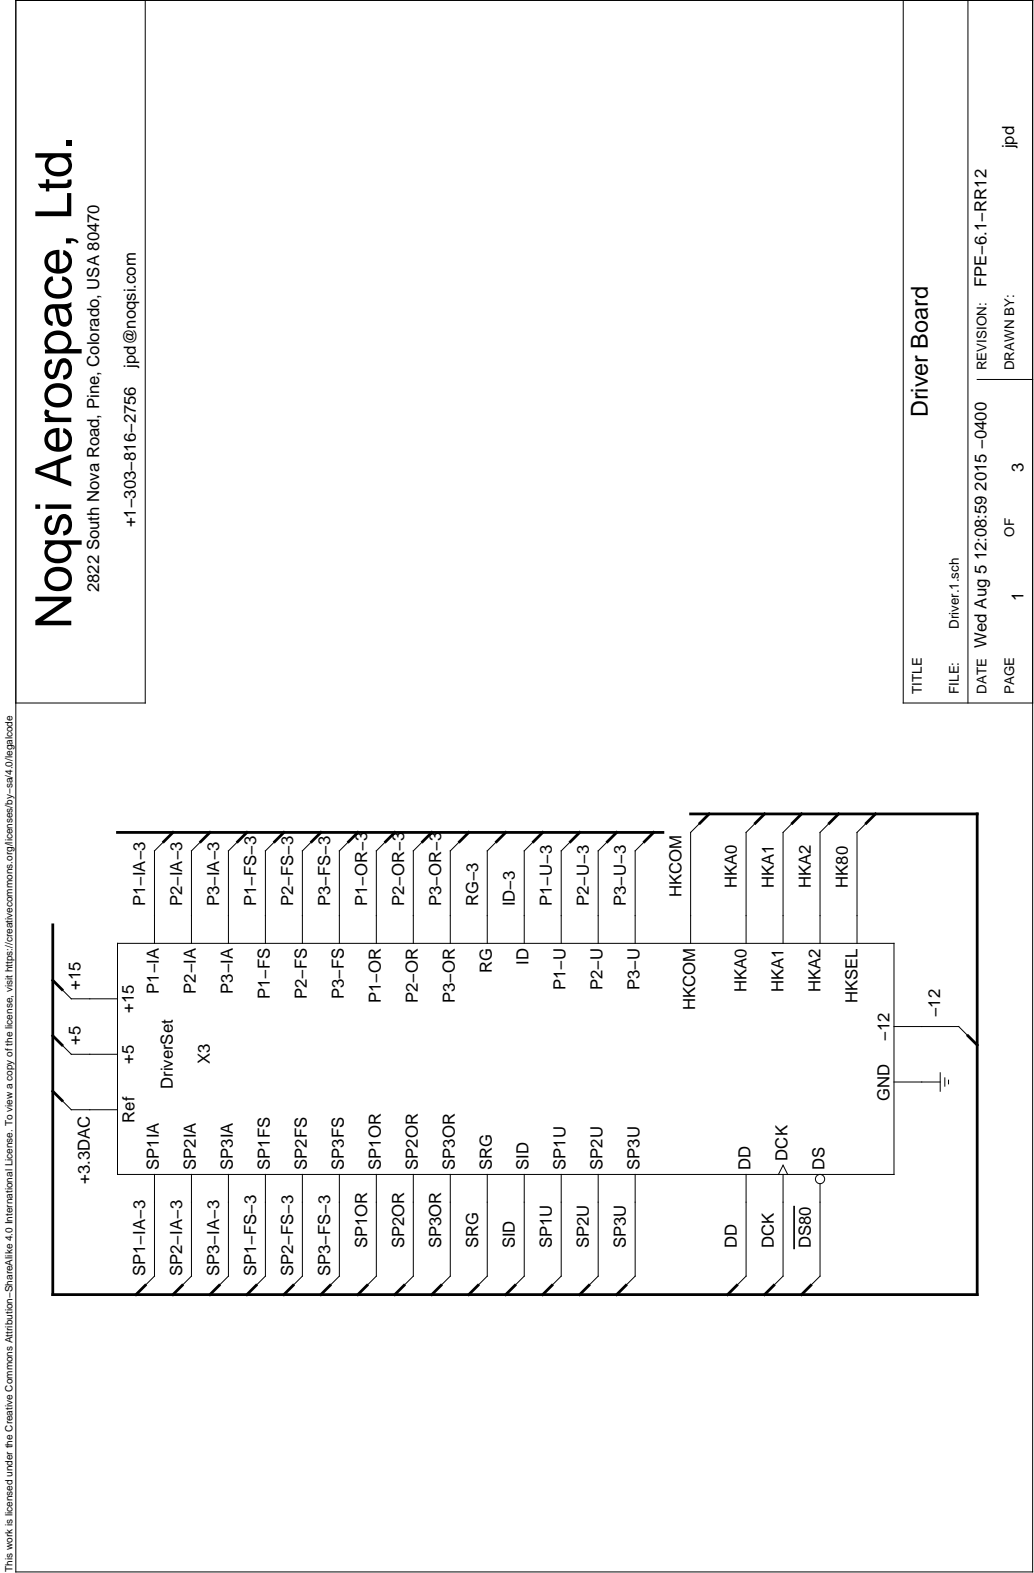 This work is licensed under the Creative Commons Attribution−ShareAlike 4.0 International License. To view a copy of the license, visit https://creativecommons.org/licenses/by−sa/4.0/legalcode
Noqsi Aerospace, Ltd.
2822 South Nova Road, Pine, Colorado, USA 80470
+1−303−816−2756 jpd@noqsi.com
+3.3DAC
+5
+15
Ref
+5
+15
DriverSet
X3
SP1−IA−3 SP1IA P1−IA P1−IA−3
SP2−IA−3 SP2IA P2−IA P2−IA−3
SP3−IA−3 SP3IA P3−IA P3−IA−3
SP1−FS−3 SP1FS P1−FS P1−FS−3
SP2−FS−3 SP2FS P2−FS P2−FS−3
SP3−FS−3 SP3FS P3−FS P3−FS−3
SP1OR SP1OR P1−OR P1−OR−3
SP2OR SP2OR P2−OR P2−OR−3
SP3OR SP3OR P3−OR P3−OR−3
SRG SRG RG RG−3
SID SID ID ID−3
SP1U SP1U P1−U P1−U−3
SP2U SP2U P2−U P2−U−3
SP3U SP3U P3−U P3−U−3
HKCOM HKCOM
DD DD HKA0 HKA0
DCK DCK HKA1 HKA1
DS80 DS HKA2 HKA2
HKSEL HK80
GND −12
−12
TITLE
Driver Board
FILE: Driver.1.sch
DATE Wed Aug 5 12:08:59 2015 −0400 REVISION: FPE−6.1−RR12
PAGE 1 OF 3 DRAWN BY: jpd